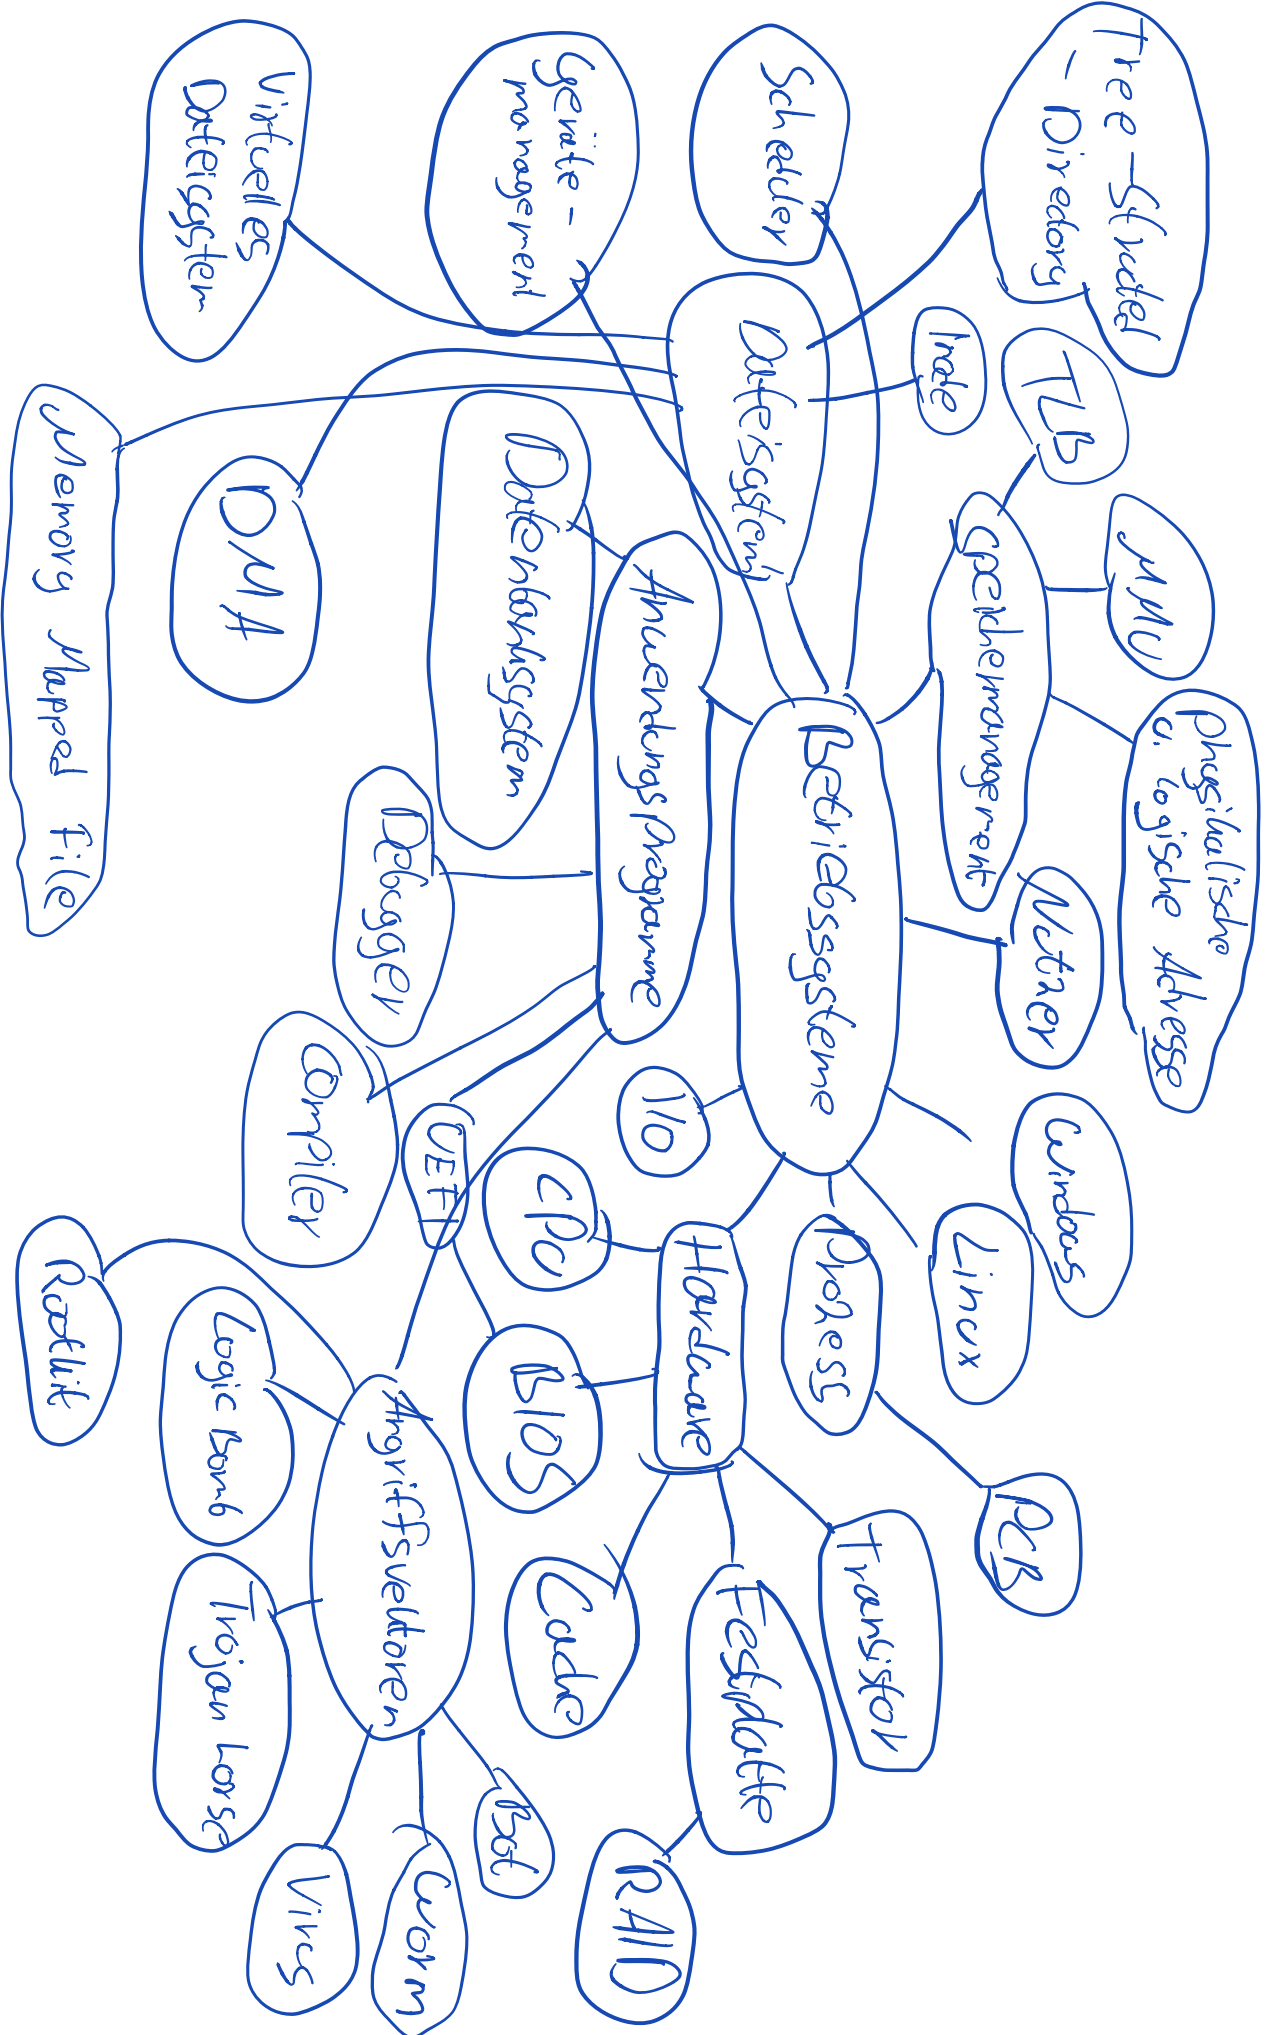 Tree-Structed
-Directory
Scheduler
Geräte-
management
Virtuelles
Dateisystem
Inode
TLB
MMU
Dateisystem
Speichermanagement
physikalische
u. logische Adresse
Datenbanksystem
DMA
Memory Mapped File
Anwendungsprogramme
Betriebssysteme
Nutzer
Debugger
Compiler
UEFI
I/O
CPU
Windows
Linux
Prozess
Hardware
BIOS
PCB
Transistor
Festplatte
Cache
RAID
Angriffsvektoren
Rootkit
Logic Bomb
Trojan horse
Virus
Worm
Bot